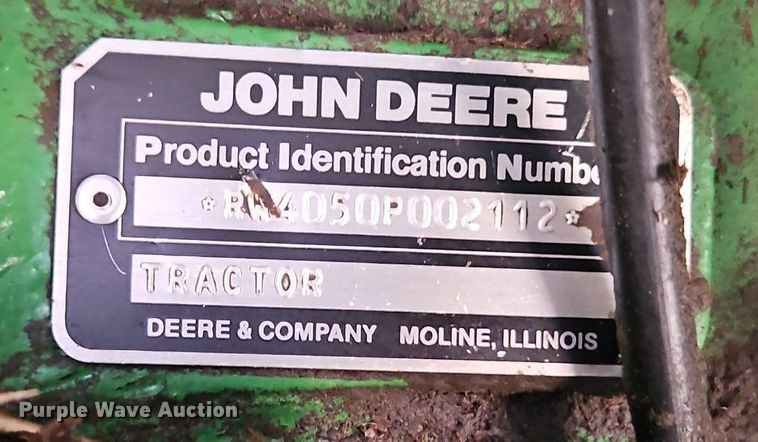 JOHN DEERE
Product Identification Numbe
*RW4050P002112*
TRACTOR
DEERE & COMPANY MOLINE, ILLINOIS
Purple Wave Auction